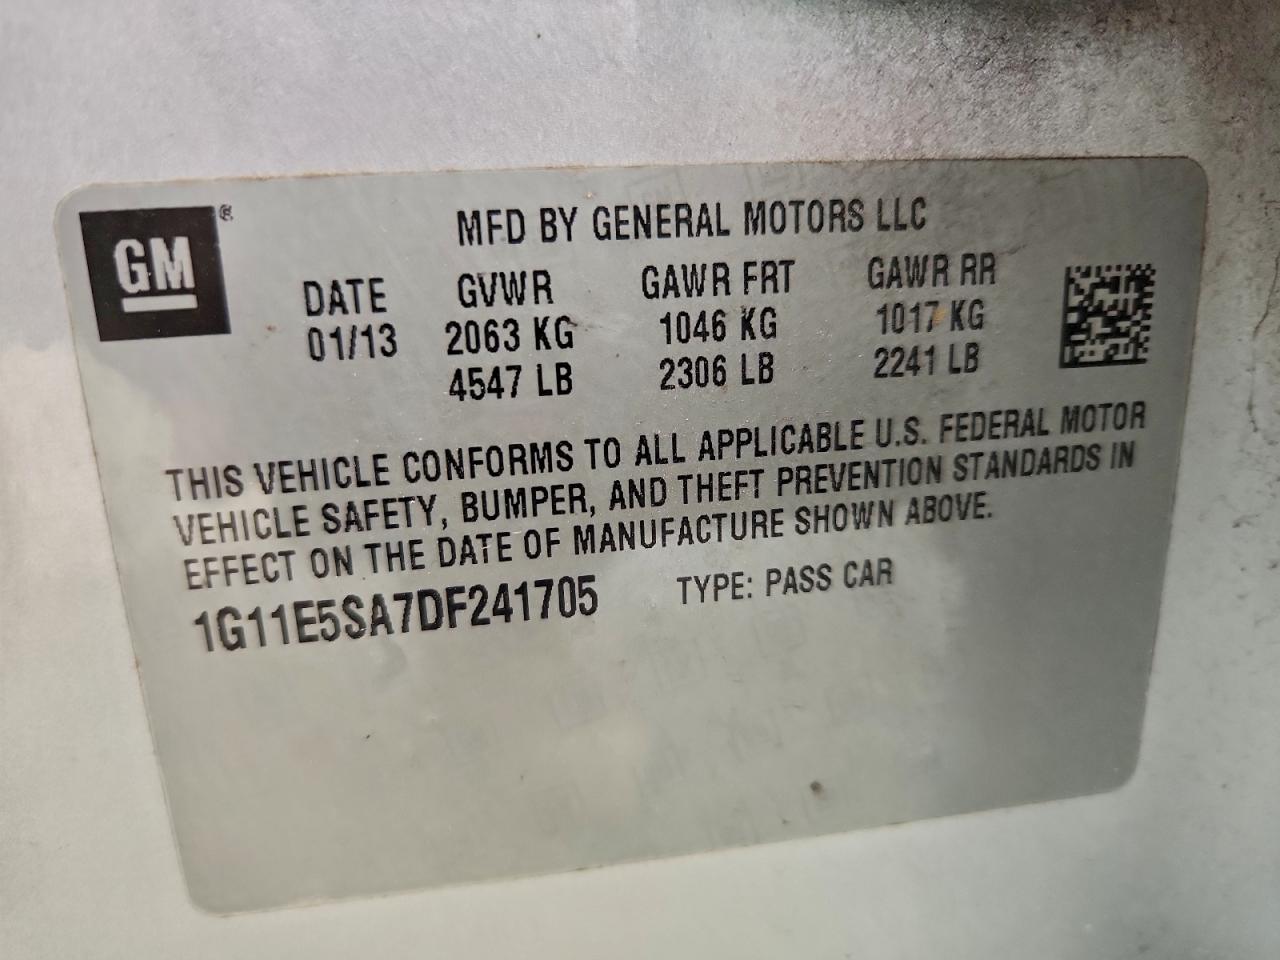 GM®
MFD BY GENERAL MOTORS LLC
DATE GVWR GAWR FRT GAWR RR
01/13 2063 KG 1046 KG 1017 KG
4547 LB 2306 LB 2241 LB
THIS VEHICLE CONFORMS TO ALL APPLICABLE U.S. FEDERAL MOTOR
VEHICLE SAFETY, BUMPER, AND THEFT PREVENTION STANDARDS IN
EFFECT ON THE DATE OF MANUFACTURE SHOWN ABOVE.
1G11E5SA7DF241705 TYPE: PASS CAR